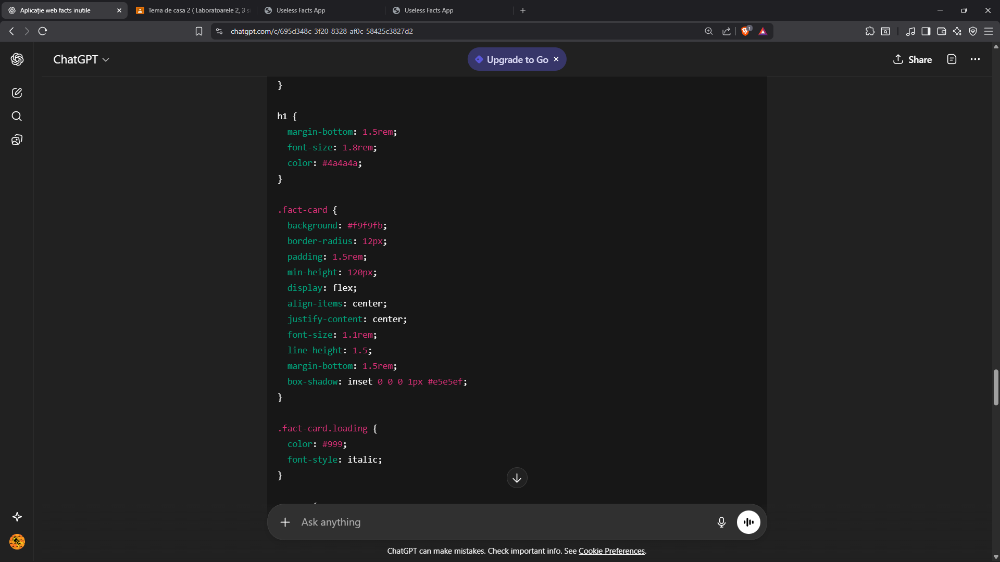 Aplicație web facts inutile
Tema de casa 2 ( Laboratoarele 2, 3 și
Useless Facts App
Useless Facts App
chatgpt.com/c/695d348c-3f20-8328-af0c-58425c3827d2
1
ChatGPT
Upgrade to Go
Share
}
h1 {
margin-bottom: 1.5rem;
font-size: 1.8rem;
color: #4a4a4a;
}
.fact-card {
background: #f9f9fb;
border-radius: 12px;
padding: 1.5rem;
min-height: 120px;
display: flex;
align-items: center;
justify-content: center;
font-size: 1.1rem;
line-height: 1.5;
margin-bottom: 1.5rem;
box-shadow: inset 0 0 0 1px #e5e5ef;
}
.fact-card.loading {
color: #999;
font-style: italic;
}
Ask anything
ChatGPT can make mistakes. Check important info. See Cookie Preferences.